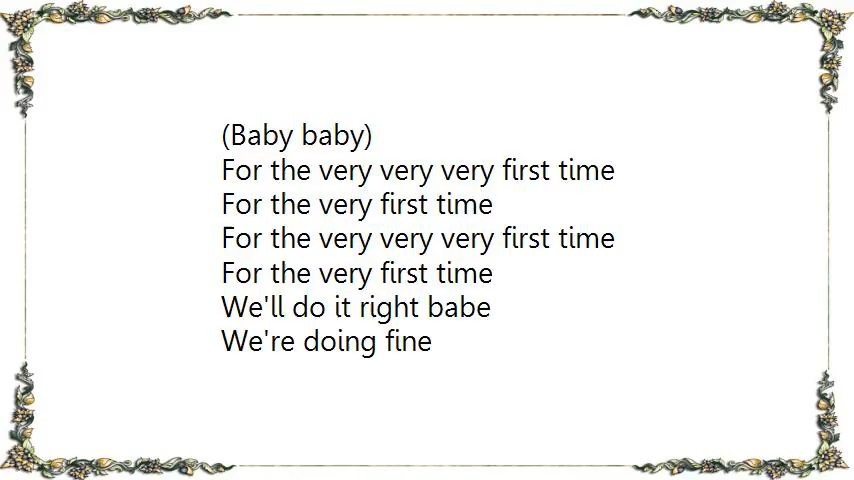 (Baby baby)
For the very very very first time
For the very first time
For the very very very first time
For the very first time
We'll do it right babe
We're doing fine